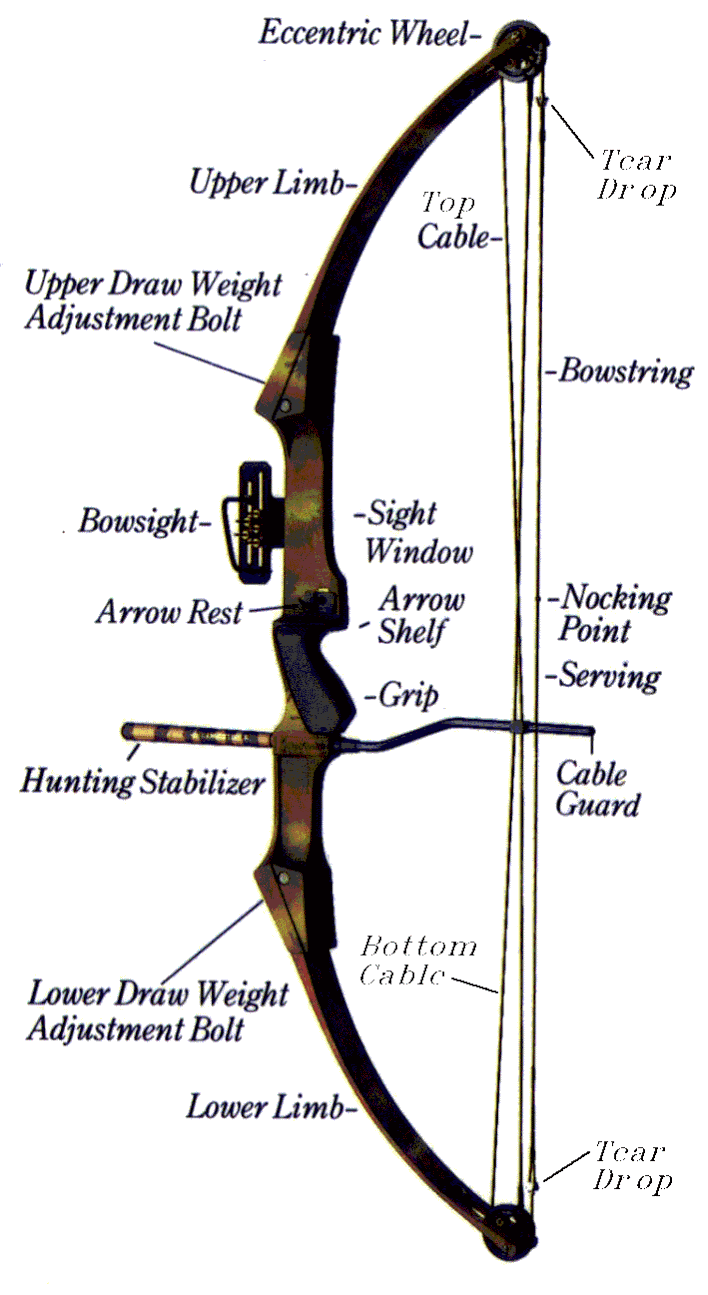 Eccentric Wheel
Tear
Drop
Upper Limb
Top
Cable
Upper Draw Weight
Adjustment Bolt
Bowstring
Bowsight
Sight
Window
Arrow Rest
Arrow
Shelf
Nocking
Point
Serving
Grip
Hunting Stabilizer
Cable
Guard
Bottom
Cable
Lower Draw Weight
Adjustment Bolt
Lower Limb
Tear
Drop